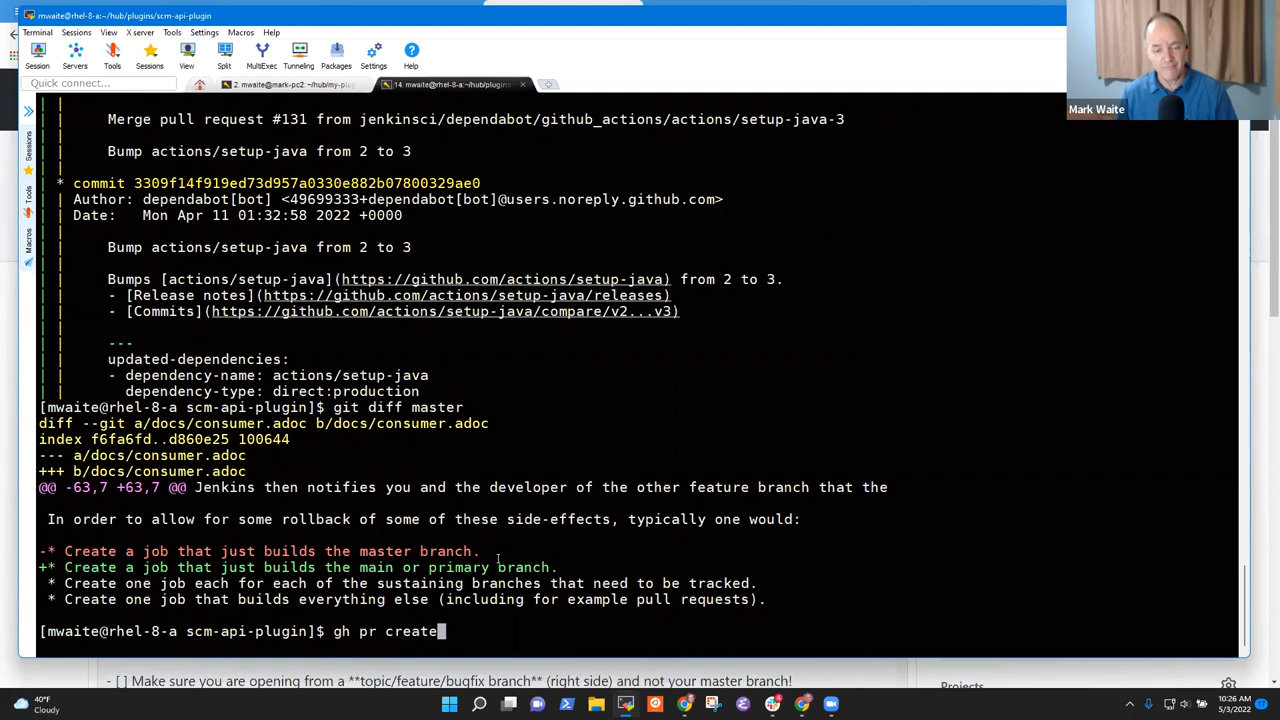 mwaite@rhel-8-a:~/hub/plugins/scm-api-plugin
Terminal Sessions View X server Tools Settings Macros Help
Session Servers Tools Sessions View Split MultiExec Tunneling Packages Settings Help
Quick connect...
2. mwaite@mark-pc2: ~/hub/my-plug
14. mwaite@rhel-8-a:~/hub/plugins
Mark Waite
Sessions
Tools
Macros
Merge pull request #131 from jenkinsci/dependabot/github_actions/actions/setup-java-3
Bump actions/setup-java from 2 to 3
* commit 3309f14f919ed73d957a0330e882b07800329ae0
Author: dependabot[bot] <49699333+dependabot[bot]@users.noreply.github.com>
Date: Mon Apr 11 01:32:58 2022 +0000
Bump actions/setup-java from 2 to 3
Bumps [actions/setup-java](https://github.com/actions/setup-java) from 2 to 3.
- [Release notes](https://github.com/actions/setup-java/releases)
- [Commits](https://github.com/actions/setup-java/compare/v2...v3)
---
updated-dependencies:
- dependency-name: actions/setup-java
dependency-type: direct:production
[mwaite@rhel-8-a scm-api-plugin]$ git diff master
diff --git a/docs/consumer.adoc b/docs/consumer.adoc
index f6fa6fd..d860e25 100644
--- a/docs/consumer.adoc
+++ b/docs/consumer.adoc
@@ -63,7 +63,7 @@ Jenkins then notifies you and the developer of the other feature branch that the
In order to allow for some rollback of some of these side-effects, typically one would:
-* Create a job that just builds the master branch.
+* Create a job that just builds the main or primary branch.
* Create one job each for each of the sustaining branches that need to be tracked.
* Create one job that builds everything else (including for example pull requests).
[mwaite@rhel-8-a scm-api-plugin]$ gh pr create
- [ ] Make sure you are opening from a **topic/feature/bugfix branch** (right side) and not your master branch!
Projects
40°F
Cloudy
10:26 AM
5/3/2022
17